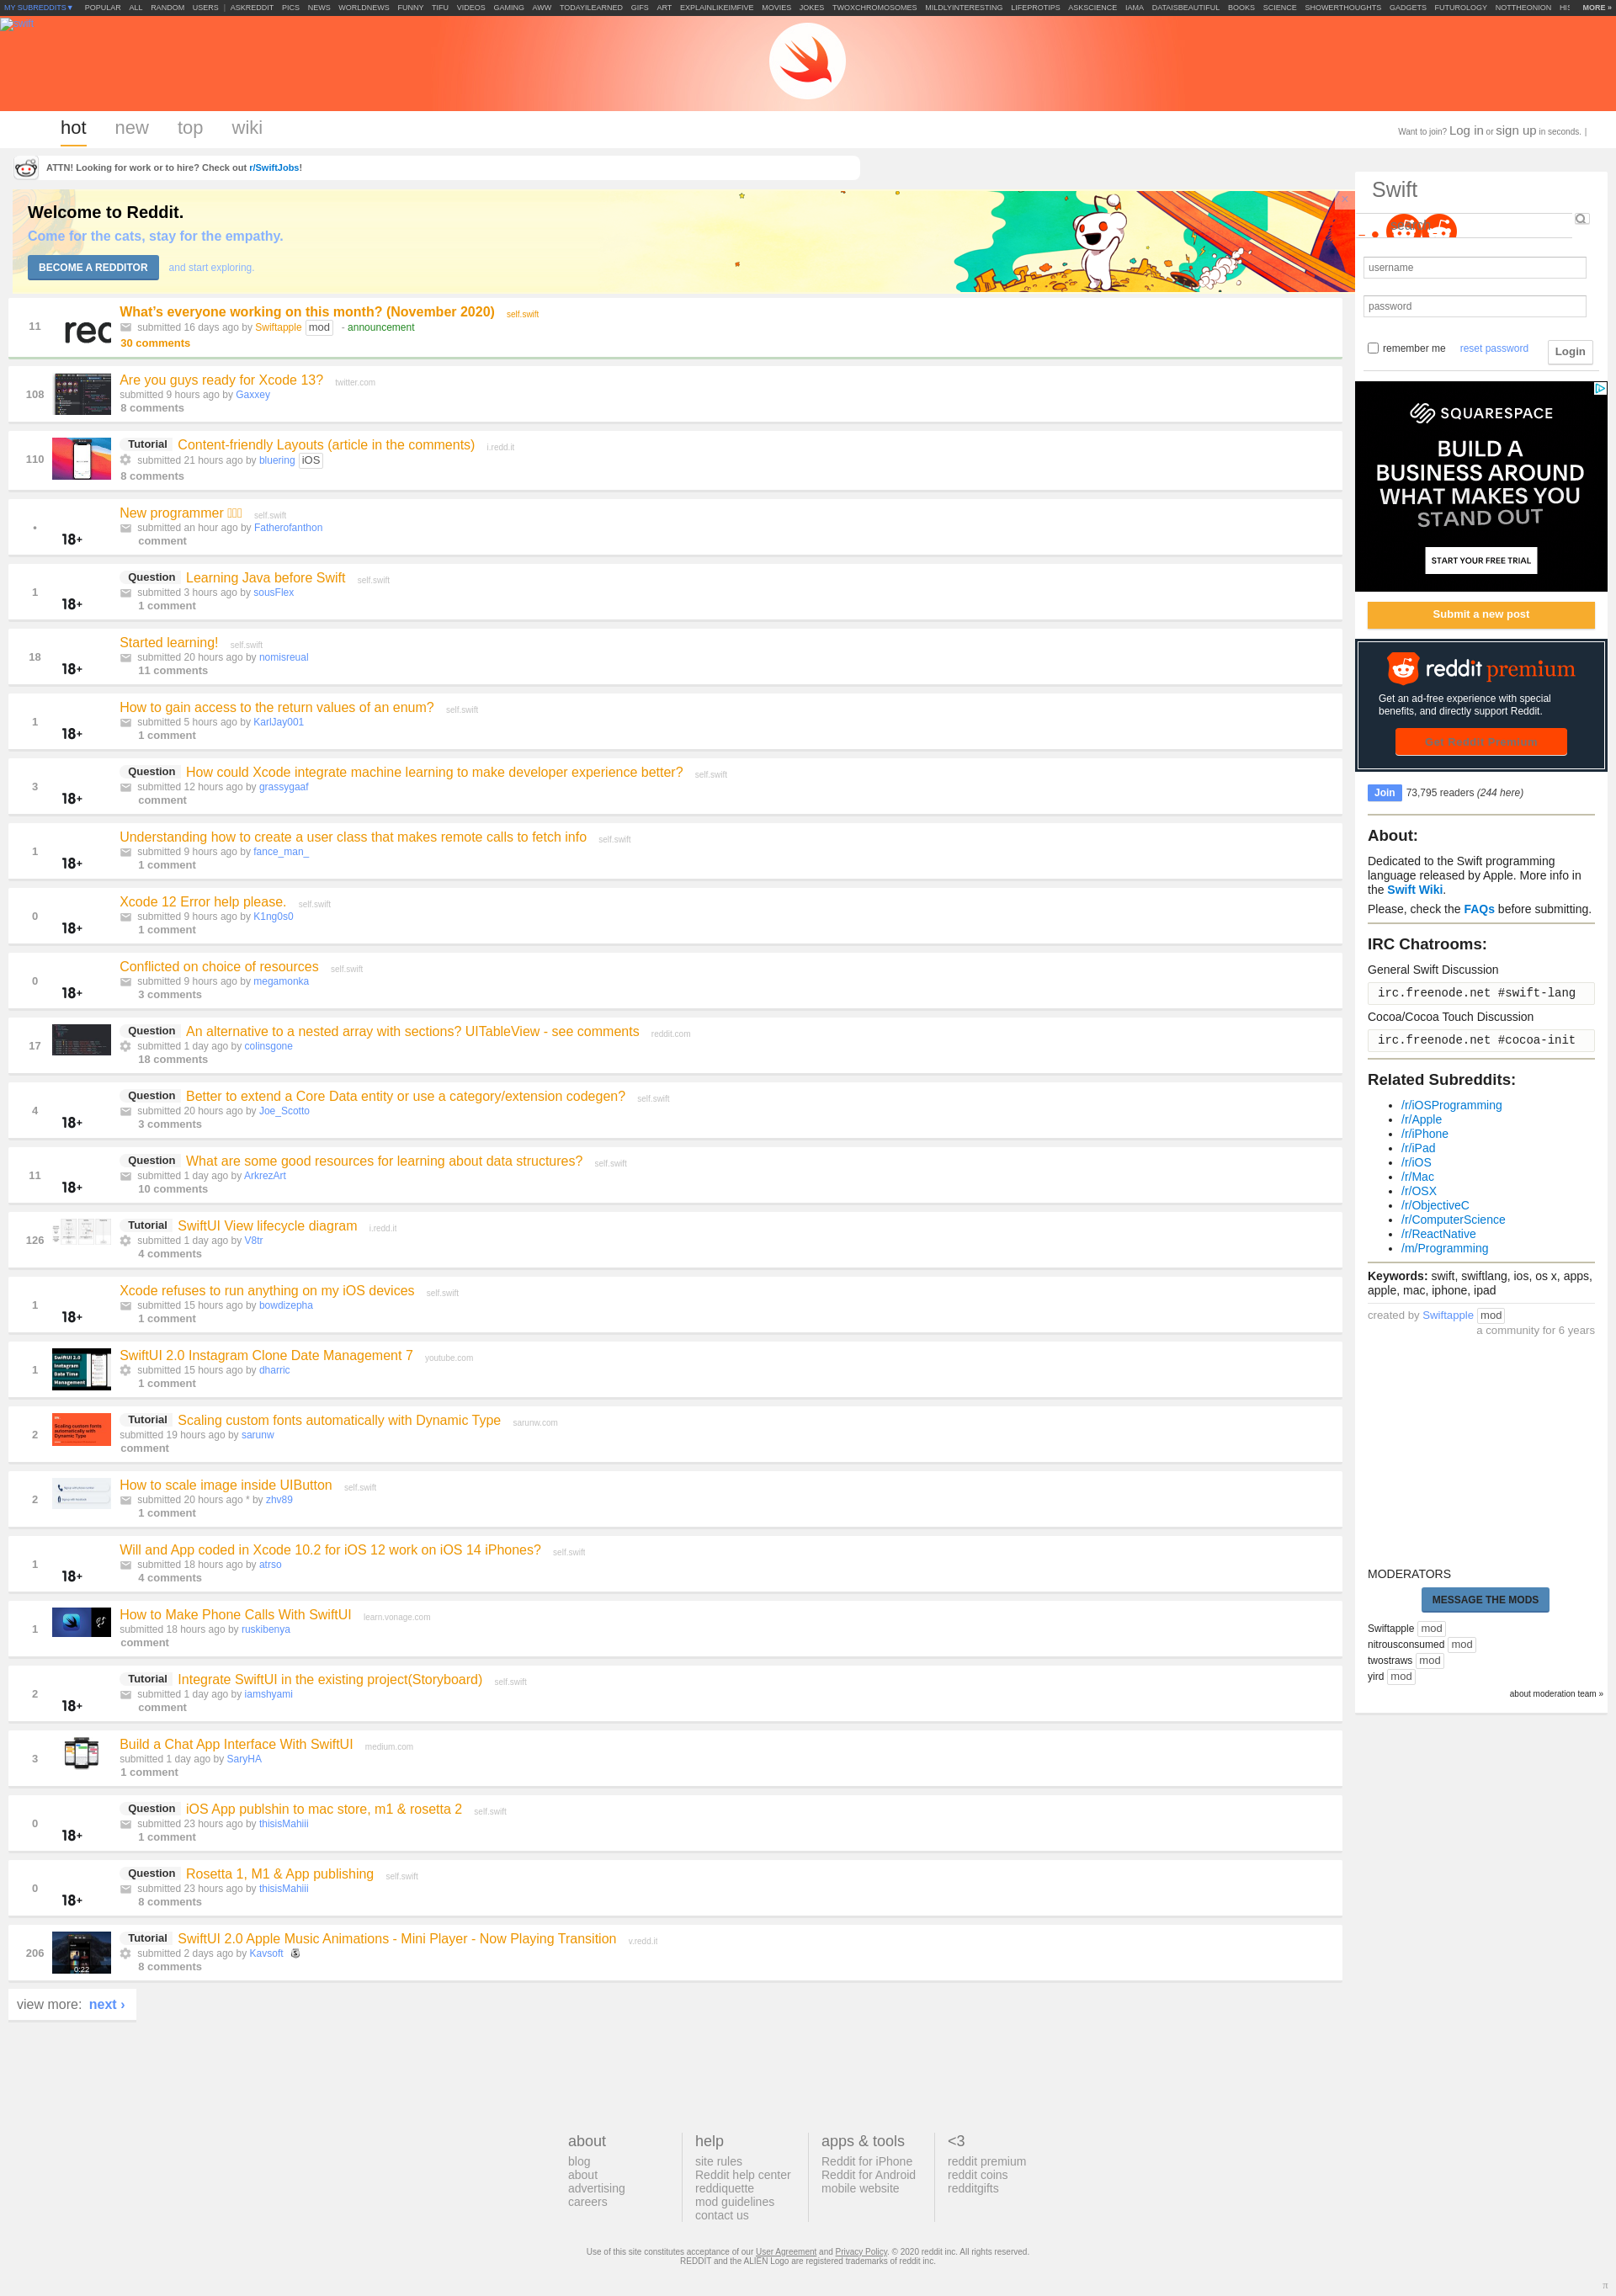 MY SUBREDDITS▼ POPULAR ALL RANDOM USERS | ASKREDDIT PICS NEWS WORLDNEWS FUNNY TIFU VIDEOS GAMING AWW TODAYILEARNED GIFS ART EXPLAINLIKEIMFIVE MOVIES JOKES TWOXCHROMOSOMES MILDLYINTERESTING LIFEPROTIPS ASKSCIENCE IAMA DATAISBEAUTIFUL BOOKS SCIENCE SHOWERTHOUGHTS GADGETS FUTUROLOGY NOTTHEONION MORE »
hot new top wiki
Want to join? Log in or sign up in seconds. |
ATTN! Looking for work or to hire? Check out r/SwiftJobs!
Welcome to Reddit.
Come for the cats, stay for the empathy.
BECOME A REDDITOR and start exploring.
11
What's everyone working on this month? (November 2020) self.swift
submitted 16 days ago by Swiftapple mod - announcement
30 comments
108
Are you guys ready for Xcode 13? twitter.com
submitted 9 hours ago by Gaxxey
8 comments
110
Tutorial Content-friendly Layouts (article in the comments) i.redd.it
submitted 21 hours ago by bluering iOS
8 comments
•
18+
New programmer self.swift
submitted an hour ago by Fatherofanthon
comment
1
18+
Question Learning Java before Swift self.swift
submitted 3 hours ago by sousFlex
1 comment
18
18+
Started learning! self.swift
submitted 20 hours ago by nomisreual
11 comments
1
18+
How to gain access to the return values of an enum? self.swift
submitted 5 hours ago by KarlJay001
1 comment
3
18+
Question How could Xcode integrate machine learning to make developer experience better? self.swift
submitted 12 hours ago by grassygaaf
comment
1
18+
Understanding how to create a user class that makes remote calls to fetch info self.swift
submitted 9 hours ago by fance_man_
1 comment
0
18+
Xcode 12 Error help please. self.swift
submitted 9 hours ago by K1ng0s0
1 comment
0
18+
Conflicted on choice of resources self.swift
submitted 9 hours ago by megamonka
3 comments
17
Question An alternative to a nested array with sections? UITableView - see comments reddit.com
submitted 1 day ago by colinsgone
18 comments
4
18+
Question Better to extend a Core Data entity or use a category/extension codegen? self.swift
submitted 20 hours ago by Joe_Scotto
3 comments
11
18+
Question What are some good resources for learning about data structures? self.swift
submitted 1 day ago by ArkrezArt
10 comments
126
Tutorial SwiftUI View lifecycle diagram i.redd.it
submitted 1 day ago by V8tr
4 comments
1
18+
Xcode refuses to run anything on my iOS devices self.swift
submitted 15 hours ago by bowdizepha
1 comment
1
SwiftUI 2.0 Instagram Clone Date Management 7 youtube.com
submitted 15 hours ago by dharric
1 comment
2
Tutorial Scaling custom fonts automatically with Dynamic Type sarunw.com
submitted 19 hours ago by sarunw
comment
2
How to scale image inside UIButton self.swift
submitted 20 hours ago * by zhv89
1 comment
1
18+
Will and App coded in Xcode 10.2 for iOS 12 work on iOS 14 iPhones? self.swift
submitted 18 hours ago by atrso
4 comments
1
How to Make Phone Calls With SwiftUI learn.vonage.com
submitted 18 hours ago by ruskibenya
comment
2
18+
Tutorial Integrate SwiftUI in the existing project(Storyboard) self.swift
submitted 1 day ago by iamshyami
comment
3
Build a Chat App Interface With SwiftUI medium.com
submitted 1 day ago by SaryHA
1 comment
0
18+
Question iOS App publshin to mac store, m1 & rosetta 2 self.swift
submitted 23 hours ago by thisisMahiii
1 comment
0
18+
Question Rosetta 1, M1 & App publishing self.swift
submitted 23 hours ago by thisisMahiii
8 comments
206
0:22
Tutorial SwiftUI 2.0 Apple Music Animations - Mini Player - Now Playing Transition v.redd.it
submitted 2 days ago by Kavsoft
8 comments
view more: next ›
Swift
username
password
remember me reset password Login
SQUARESPACE
BUILD A
BUSINESS AROUND
WHAT MAKES YOU
STAND OUT
START YOUR FREE TRIAL
Submit a new post
reddit premium
Get an ad-free experience with special
benefits, and directly support Reddit.
Get Reddit Premium
Join 73,795 readers (244 here)
About:
Dedicated to the Swift programming
language released by Apple. More info in
the Swift Wiki.
Please, check the FAQs before submitting.
IRC Chatrooms:
General Swift Discussion
irc.freenode.net #swift-lang
Cocoa/Cocoa Touch Discussion
irc.freenode.net #cocoa-init
Related Subreddits:
• /r/iOSProgramming
• /r/Apple
• /r/iPhone
• /r/iPad
• /r/iOS
• /r/Mac
• /r/OSX
• /r/ObjectiveC
• /r/ComputerScience
• /r/ReactNative
• /m/Programming
Keywords: swift, swiftlang, ios, os x, apps,
apple, mac, iphone, ipad
created by Swiftapple mod
a community for 6 years
MODERATORS
MESSAGE THE MODS
Swiftapple mod
nitrousconsumed mod
twostraws mod
yird mod
about moderation team »
about
blog
about
advertising
careers
help
site rules
Reddit help center
reddiquette
mod guidelines
contact us
apps & tools
Reddit for iPhone
Reddit for Android
mobile website
<3
reddit premium
reddit coins
redditgifts
Use of this site constitutes acceptance of our User Agreement and Privacy Policy. © 2020 reddit inc. All rights reserved.
REDDIT and the ALIEN Logo are registered trademarks of reddit inc.
π